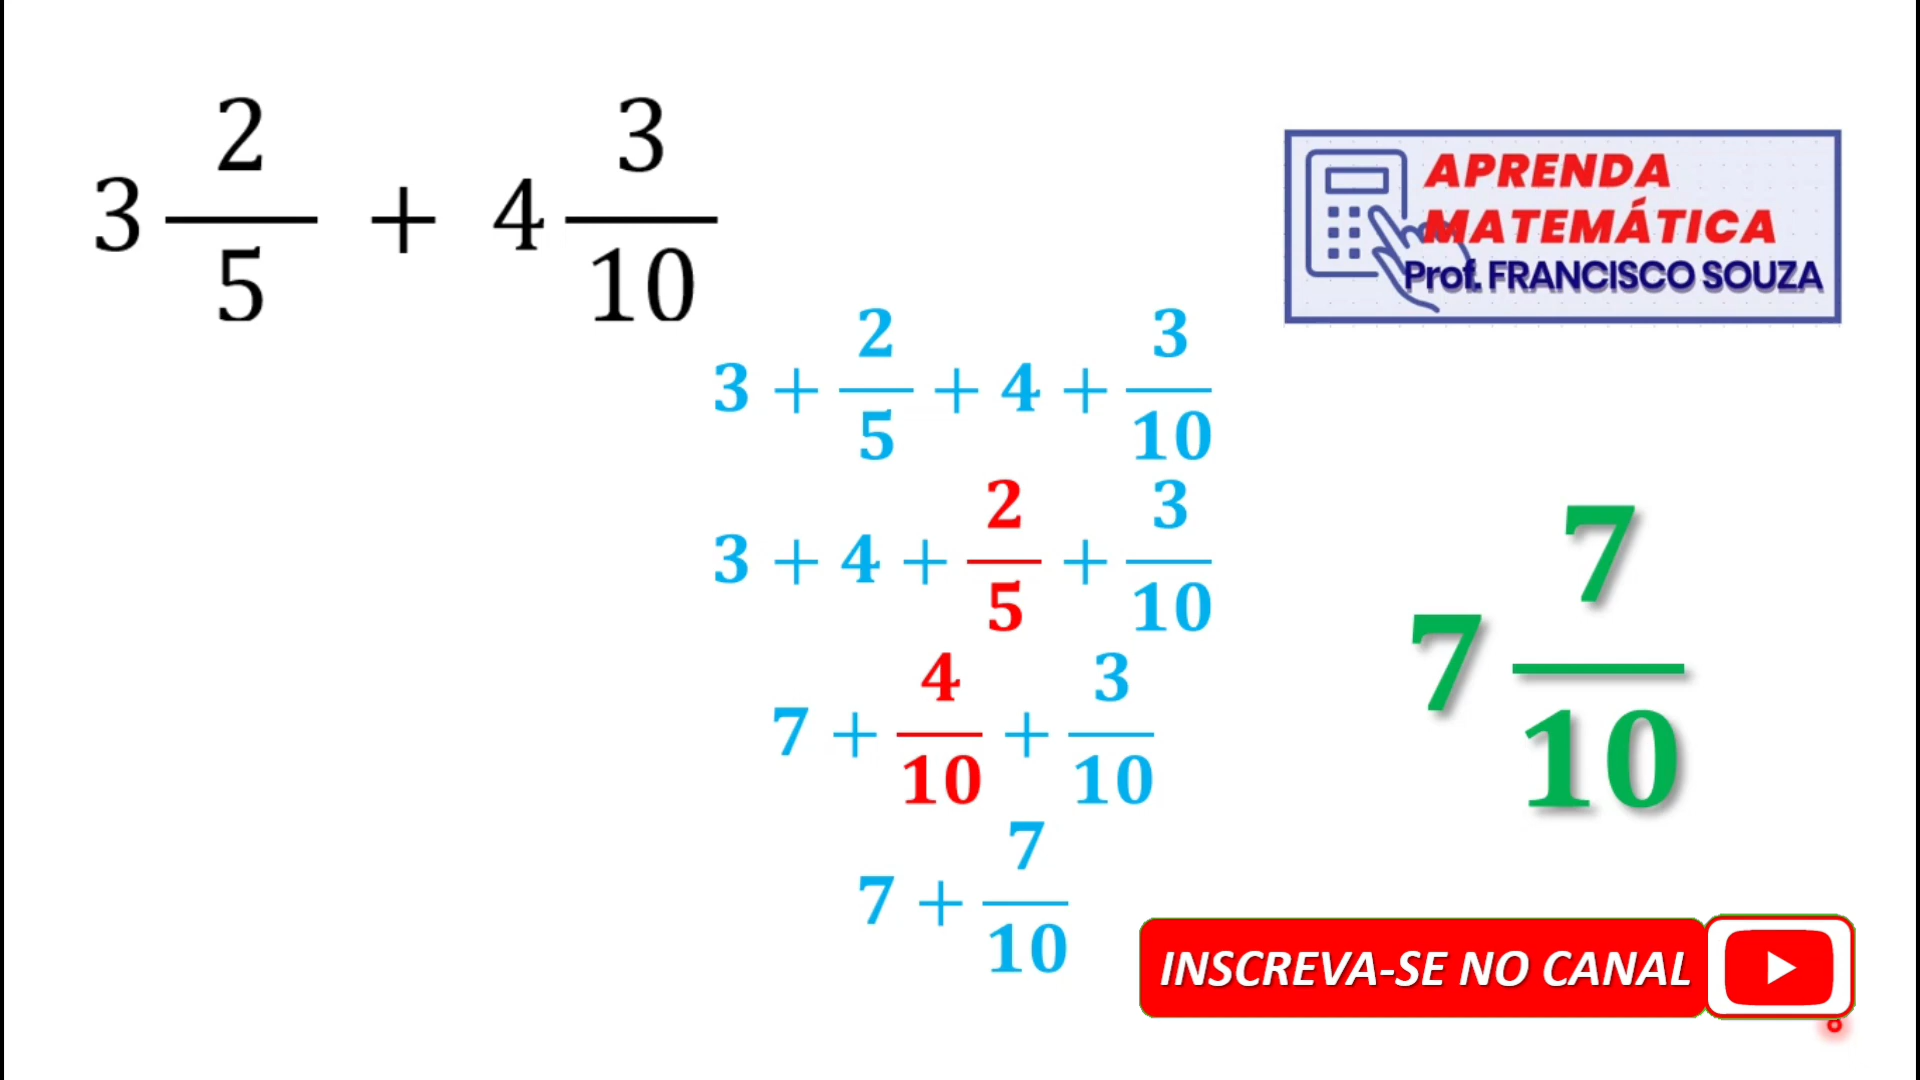 3 2/5 + 4 3/10
APRENDA
MATEMÁTICA
Prof. FRANCISCO SOUZA
3 + 2/5 + 4 + 3/10
3 + 4 + 2/5 + 3/10
7 + 4/10 + 3/10
7 + 7/10
7 7/10
INSCREVA-SE NO CANAL